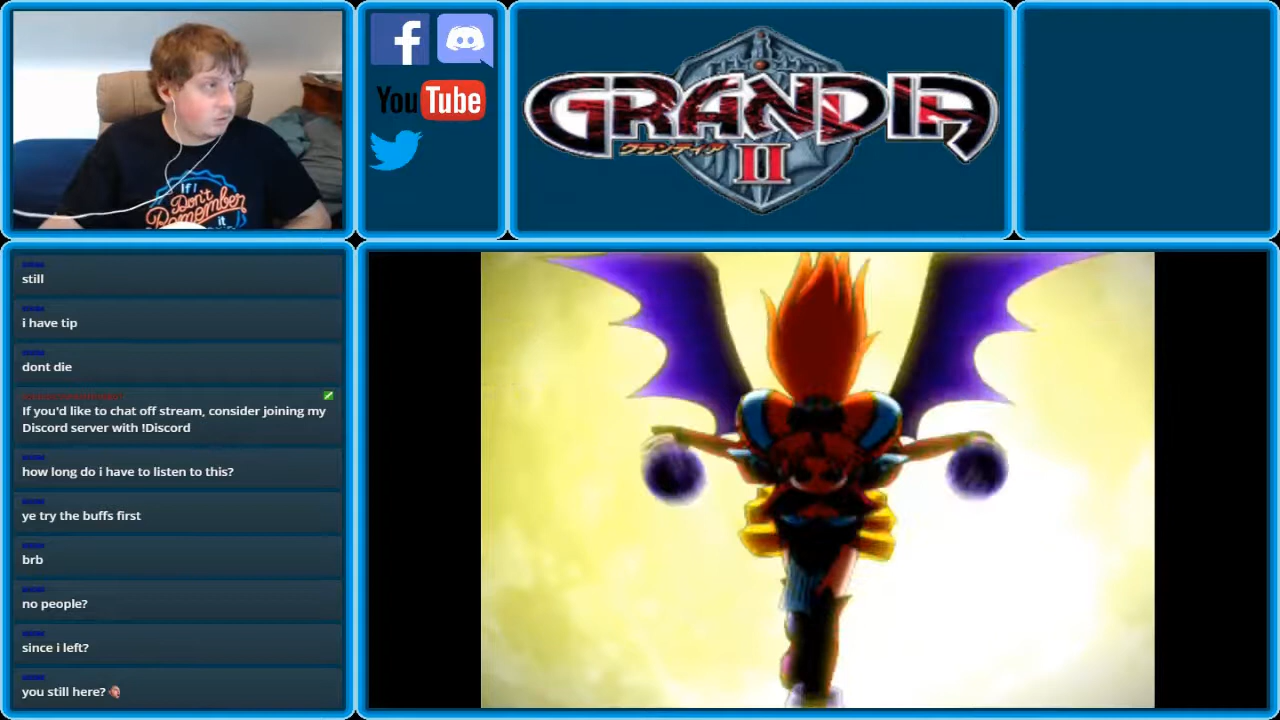 If I
Don't
Remember
it
f
YouTube
GRANDIA
グランディア
II
still
i have tip
dont die
If you'd like to chat off stream, consider joining my
Discord server with !Discord
how long do i have to listen to this?
ye try the buffs first
brb
no people?
since i left?
you still here?